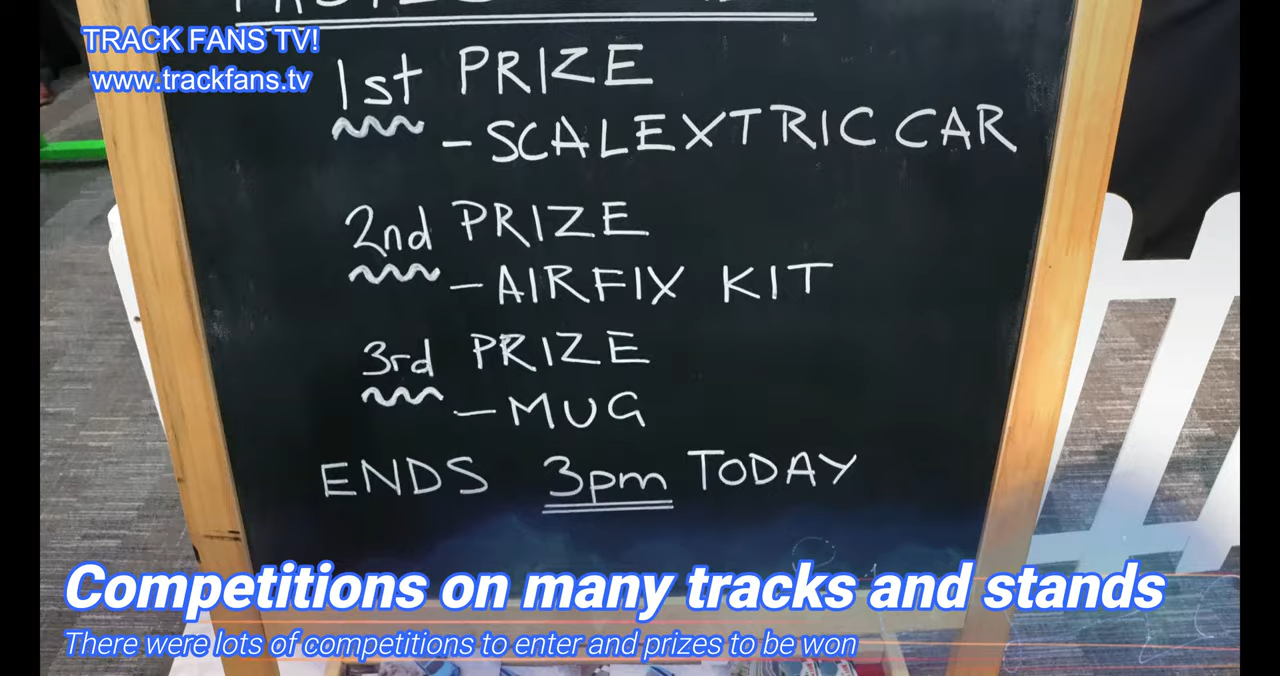 TRACK FANS TV!
www.trackfans.tv
1st PRIZE
- SCALEXTRIC CAR
2nd PRIZE
- AIRFIX KIT
3rd PRIZE
- MUG
ENDS 3pm TODAY
Competitions on many tracks and stands
There were lots of competitions to enter and prizes to be won